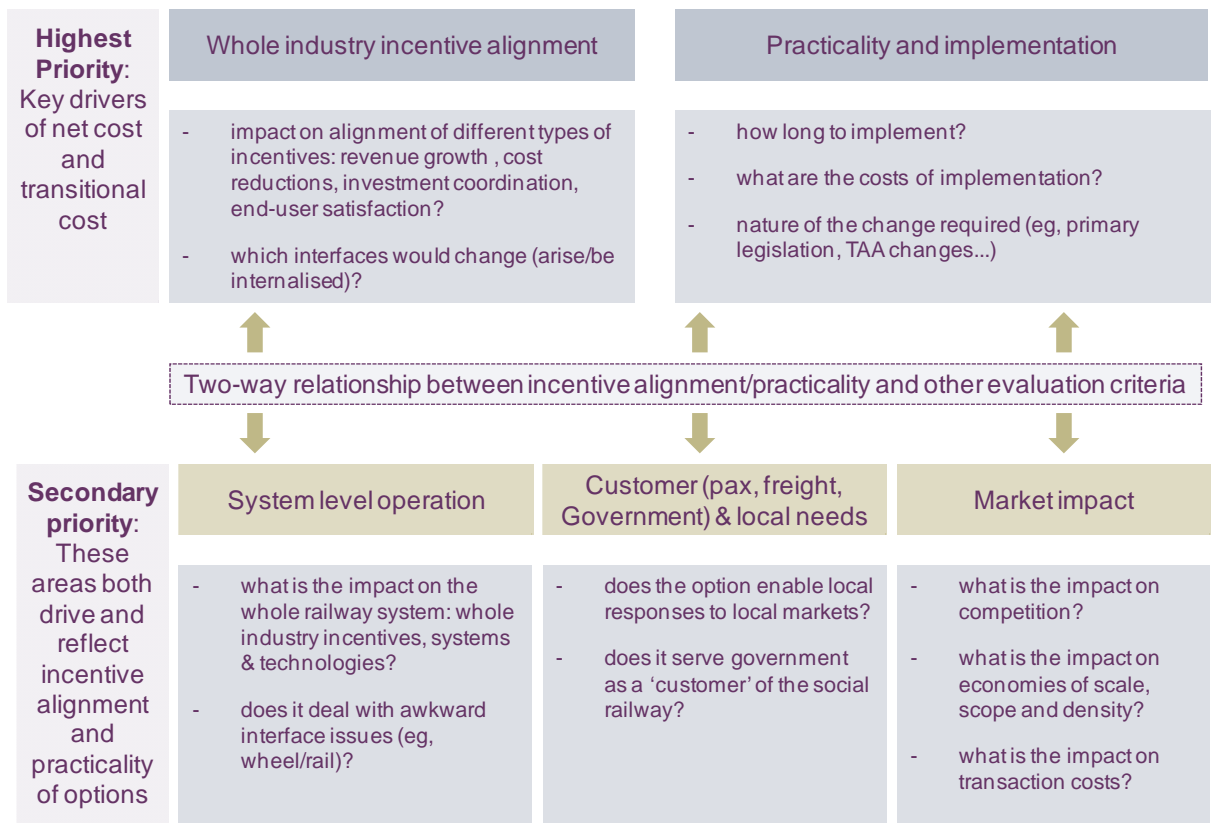 Highest
Priority:
Key drivers
of net cost
and
transitional
cost
Whole industry incentive alignment
- impact on alignment of different types of
incentives: revenue growth , cost
reductions, investment coordination,
end-user satisfaction?
- which interfaces would change (arise/be
internalised)?
Practicality and implementation
- how long to implement?
- what are the costs of implementation?
- nature of the change required (eg, primary
legislation, TAA changes...)
Two-way relationship between incentive alignment/practicality and other evaluation criteria
Secondary
priority:
These
areas both
drive and
reflect
incentive
alignment
and
practicality
of options
System level operation
- what is the impact on the
whole railway system: whole
industry incentives, systems
& technologies?
- does it deal with awkward
interface issues (eg,
wheel/rail)?
Customer (pax, freight,
Government) & local needs
- does the option enable local
responses to local markets?
- does it serve government
as a ‘customer’ of the social
railway?
Market impact
- what is the impact on
competition?
- what is the impact on
economies of scale,
scope and density?
- what is the impact on
transaction costs?